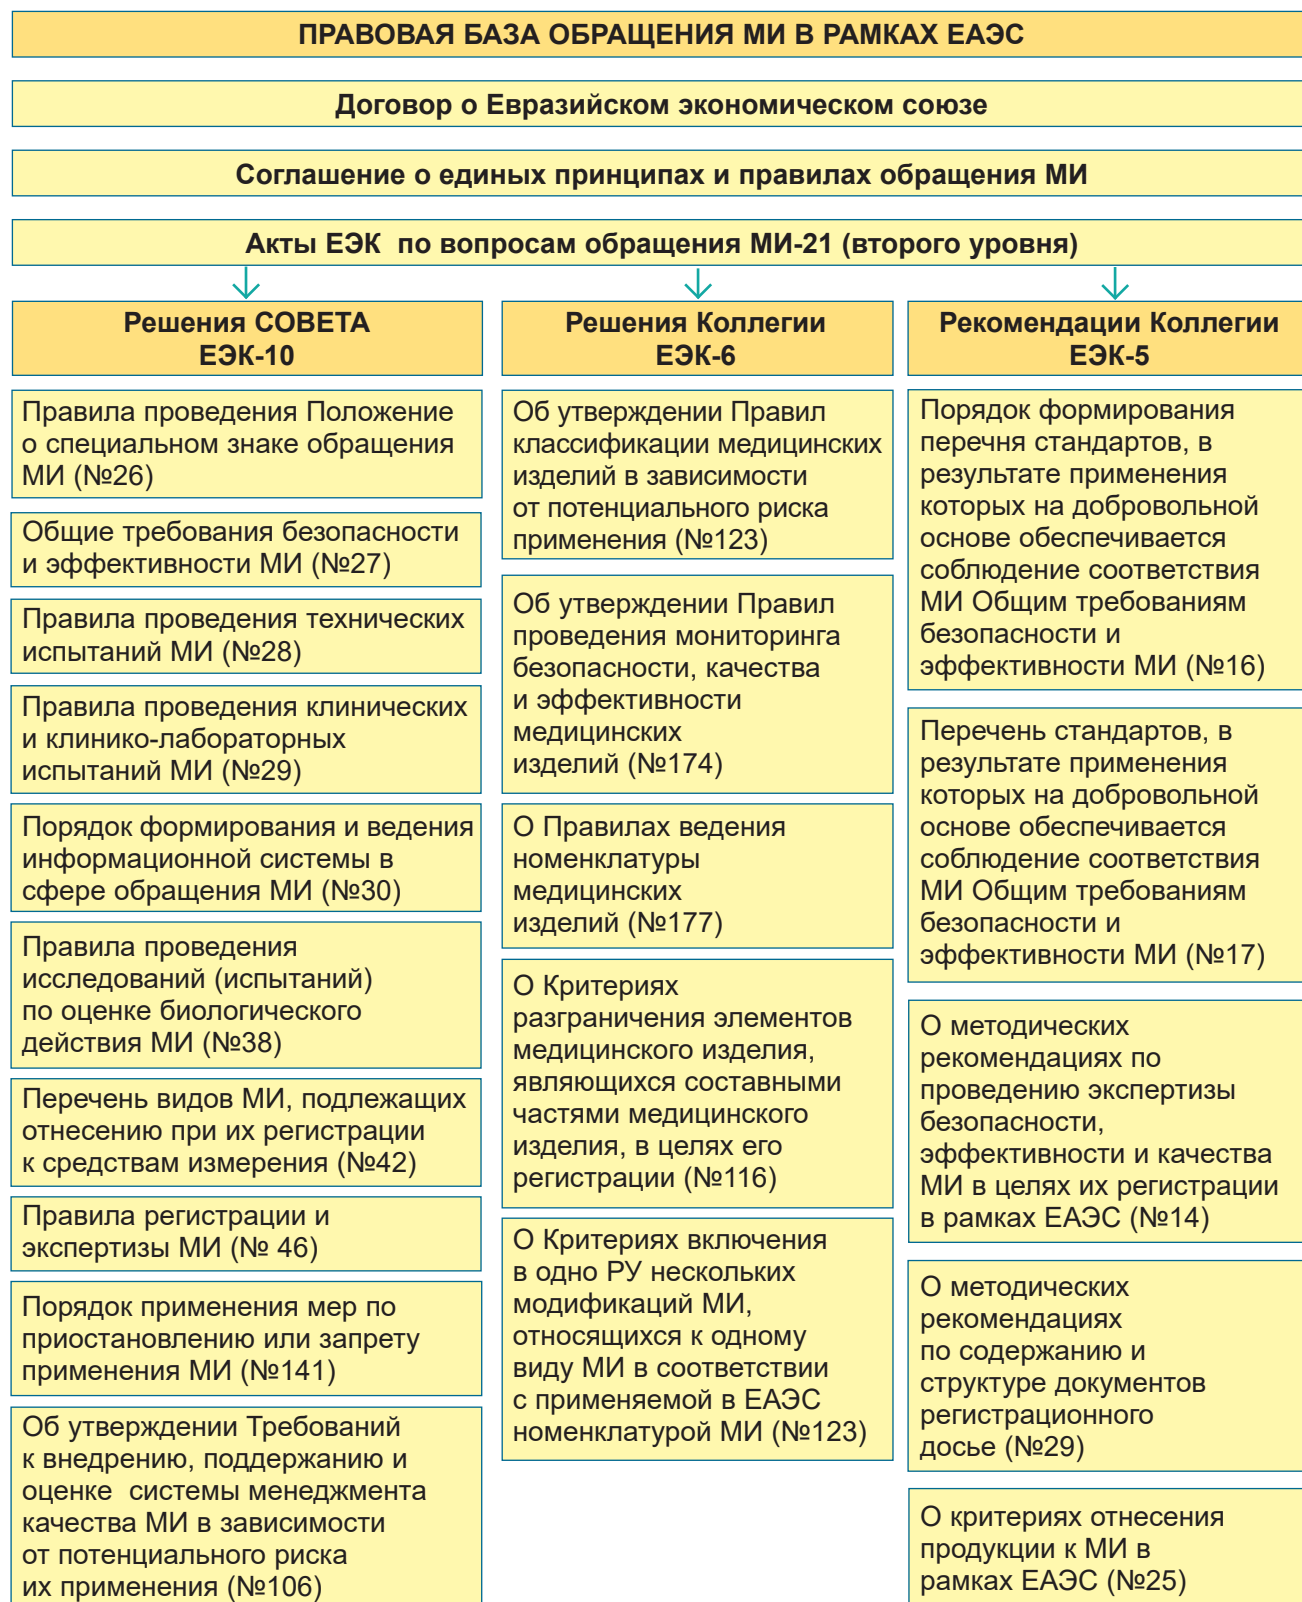 ПРАВОВАЯ БАЗА ОБРАЩЕНИЯ МИ В РАМКАХ ЕАЭС
Договор о Евразийском экономическом союзе
Соглашение о единых принципах и правилах обращения МИ
Акты ЕЭК по вопросам обращения МИ-21 (второго уровня)
Решения СОВЕТА
ЕЭК-10
Правила проведения Положение
о специальном знаке обращения
МИ (№26)
Общие требования безопасности
и эффективности МИ (№27)
Правила проведения технических
испытаний МИ (№28)
Правила проведения клинических
и клинико-лабораторных
испытаний МИ (№29)
Порядок формирования и ведения
информационной системы в
сфере обращения МИ (№30)
Правила проведения
исследований (испытаний)
по оценке биологического
действия МИ (№38)
Перечень видов МИ, подлежащих
отнесению при их регистрации
к средствам измерения (№42)
Правила регистрации и
экспертизы МИ (№ 46)
Порядок применения мер по
приостановлению или запрету
применения МИ (№141)
Об утверждении Требований
к внедрению, поддержанию и
оценке системы менеджмента
качества МИ в зависимости
от потенциального риска
их применения (№106)
Решения Коллегии
ЕЭК-6
Об утверждении Правил
классификации медицинских
изделий в зависимости
от потенциального риска
применения (№123)
Об утверждении Правил
проведения мониторинга
безопасности, качества
и эффективности
медицинских
изделий (№174)
О Правилах ведения
номенклатуры
медицинских
изделий (№177)
О Критериях
разграничения элементов
медицинского изделия,
являющихся составными
частями медицинского
изделия, в целях его
регистрации (№116)
О Критериях включения
в одно РУ нескольких
модификаций МИ,
относящихся к одному
виду МИ в соответствии
с применяемой в ЕАЭС
номенклатурой МИ (№123)
Рекомендации Коллегии
ЕЭК-5
Порядок формирования
перечня стандартов, в
результате применения
которых на добровольной
основе обеспечивается
соблюдение соответствия
МИ Общим требованиям
безопасности и
эффективности МИ (№16)
Перечень стандартов, в
результате применения
которых на добровольной
основе обеспечивается
соблюдение соответствия
МИ Общим требованиям
безопасности и
эффективности МИ (№17)
О методических
рекомендациях по
проведению экспертизы
безопасности,
эффективности и качества
МИ в целях их регистрации
в рамках ЕАЭС (№14)
О методических
рекомендациях
по содержанию и
структуре документов
регистрационного
досье (№29)
О критериях отнесения
продукции к МИ в
рамках ЕАЭС (№25)